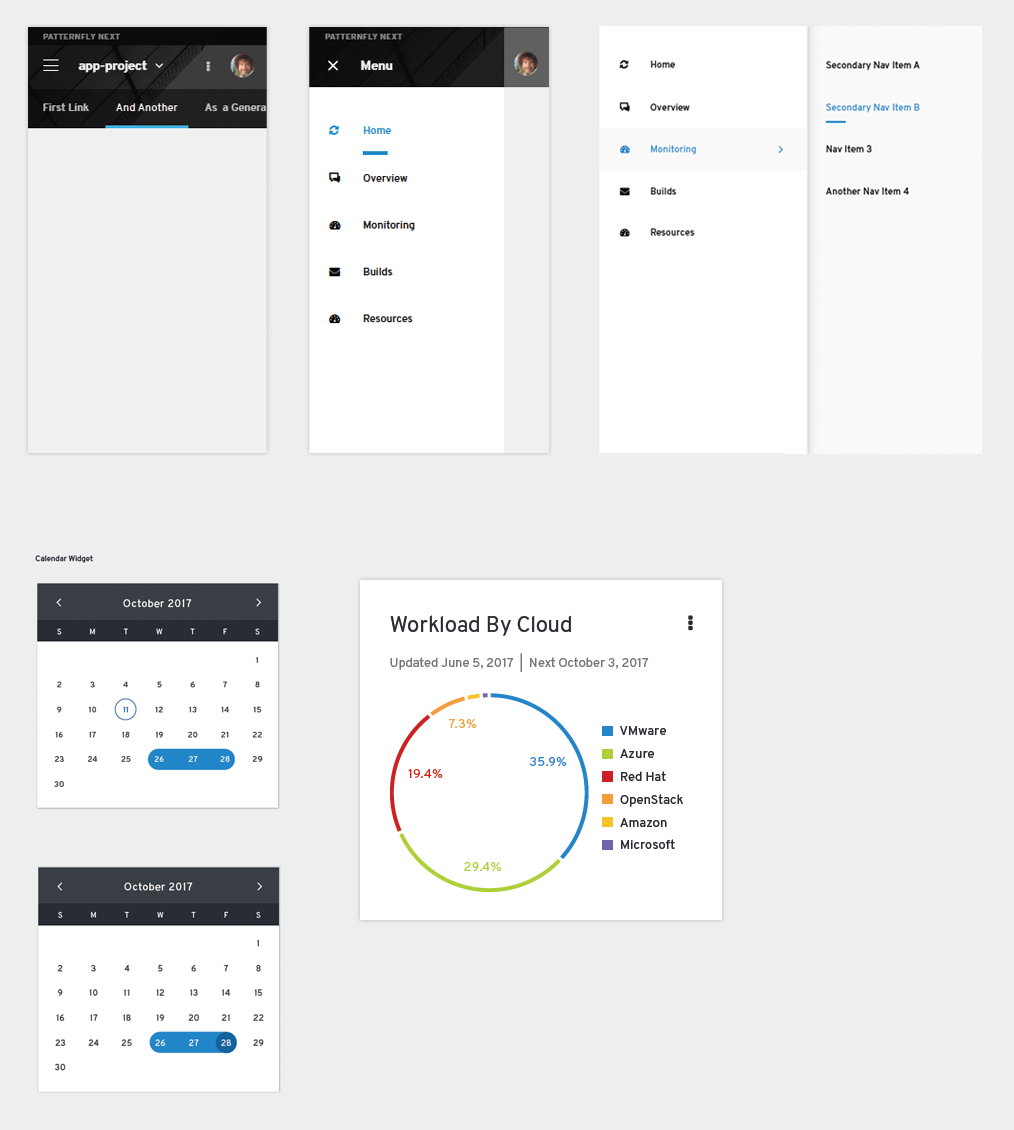 PATTERNFLY NEXT
app-project
First Link And Another As a Genera
PATTERNFLY NEXT
Menu
Home
Overview
Monitoring
Builds
Resources
Home
Overview
Monitoring
Builds
Resources
Secondary Nav Item A
Secondary Nav Item B
Nav Item 3
Another Nav Item 4
Calendar Widget
October 2017
S M T W T F S
1
2 3 4 5 6 7 8
9 10 11 12 13 14 15
16 17 18 19 20 21 22
23 24 25 26 27 28 29
30
October 2017
S M T W T F S
1
2 3 4 5 6 7 8
9 10 11 12 13 14 15
16 17 18 19 20 21 22
23 24 25 26 27 28 29
30
Workload By Cloud
Updated June 5, 2017 | Next October 3, 2017
7.3%
35.9%
19.4%
29.4%
VMware
Azure
Red Hat
OpenStack
Amazon
Microsoft